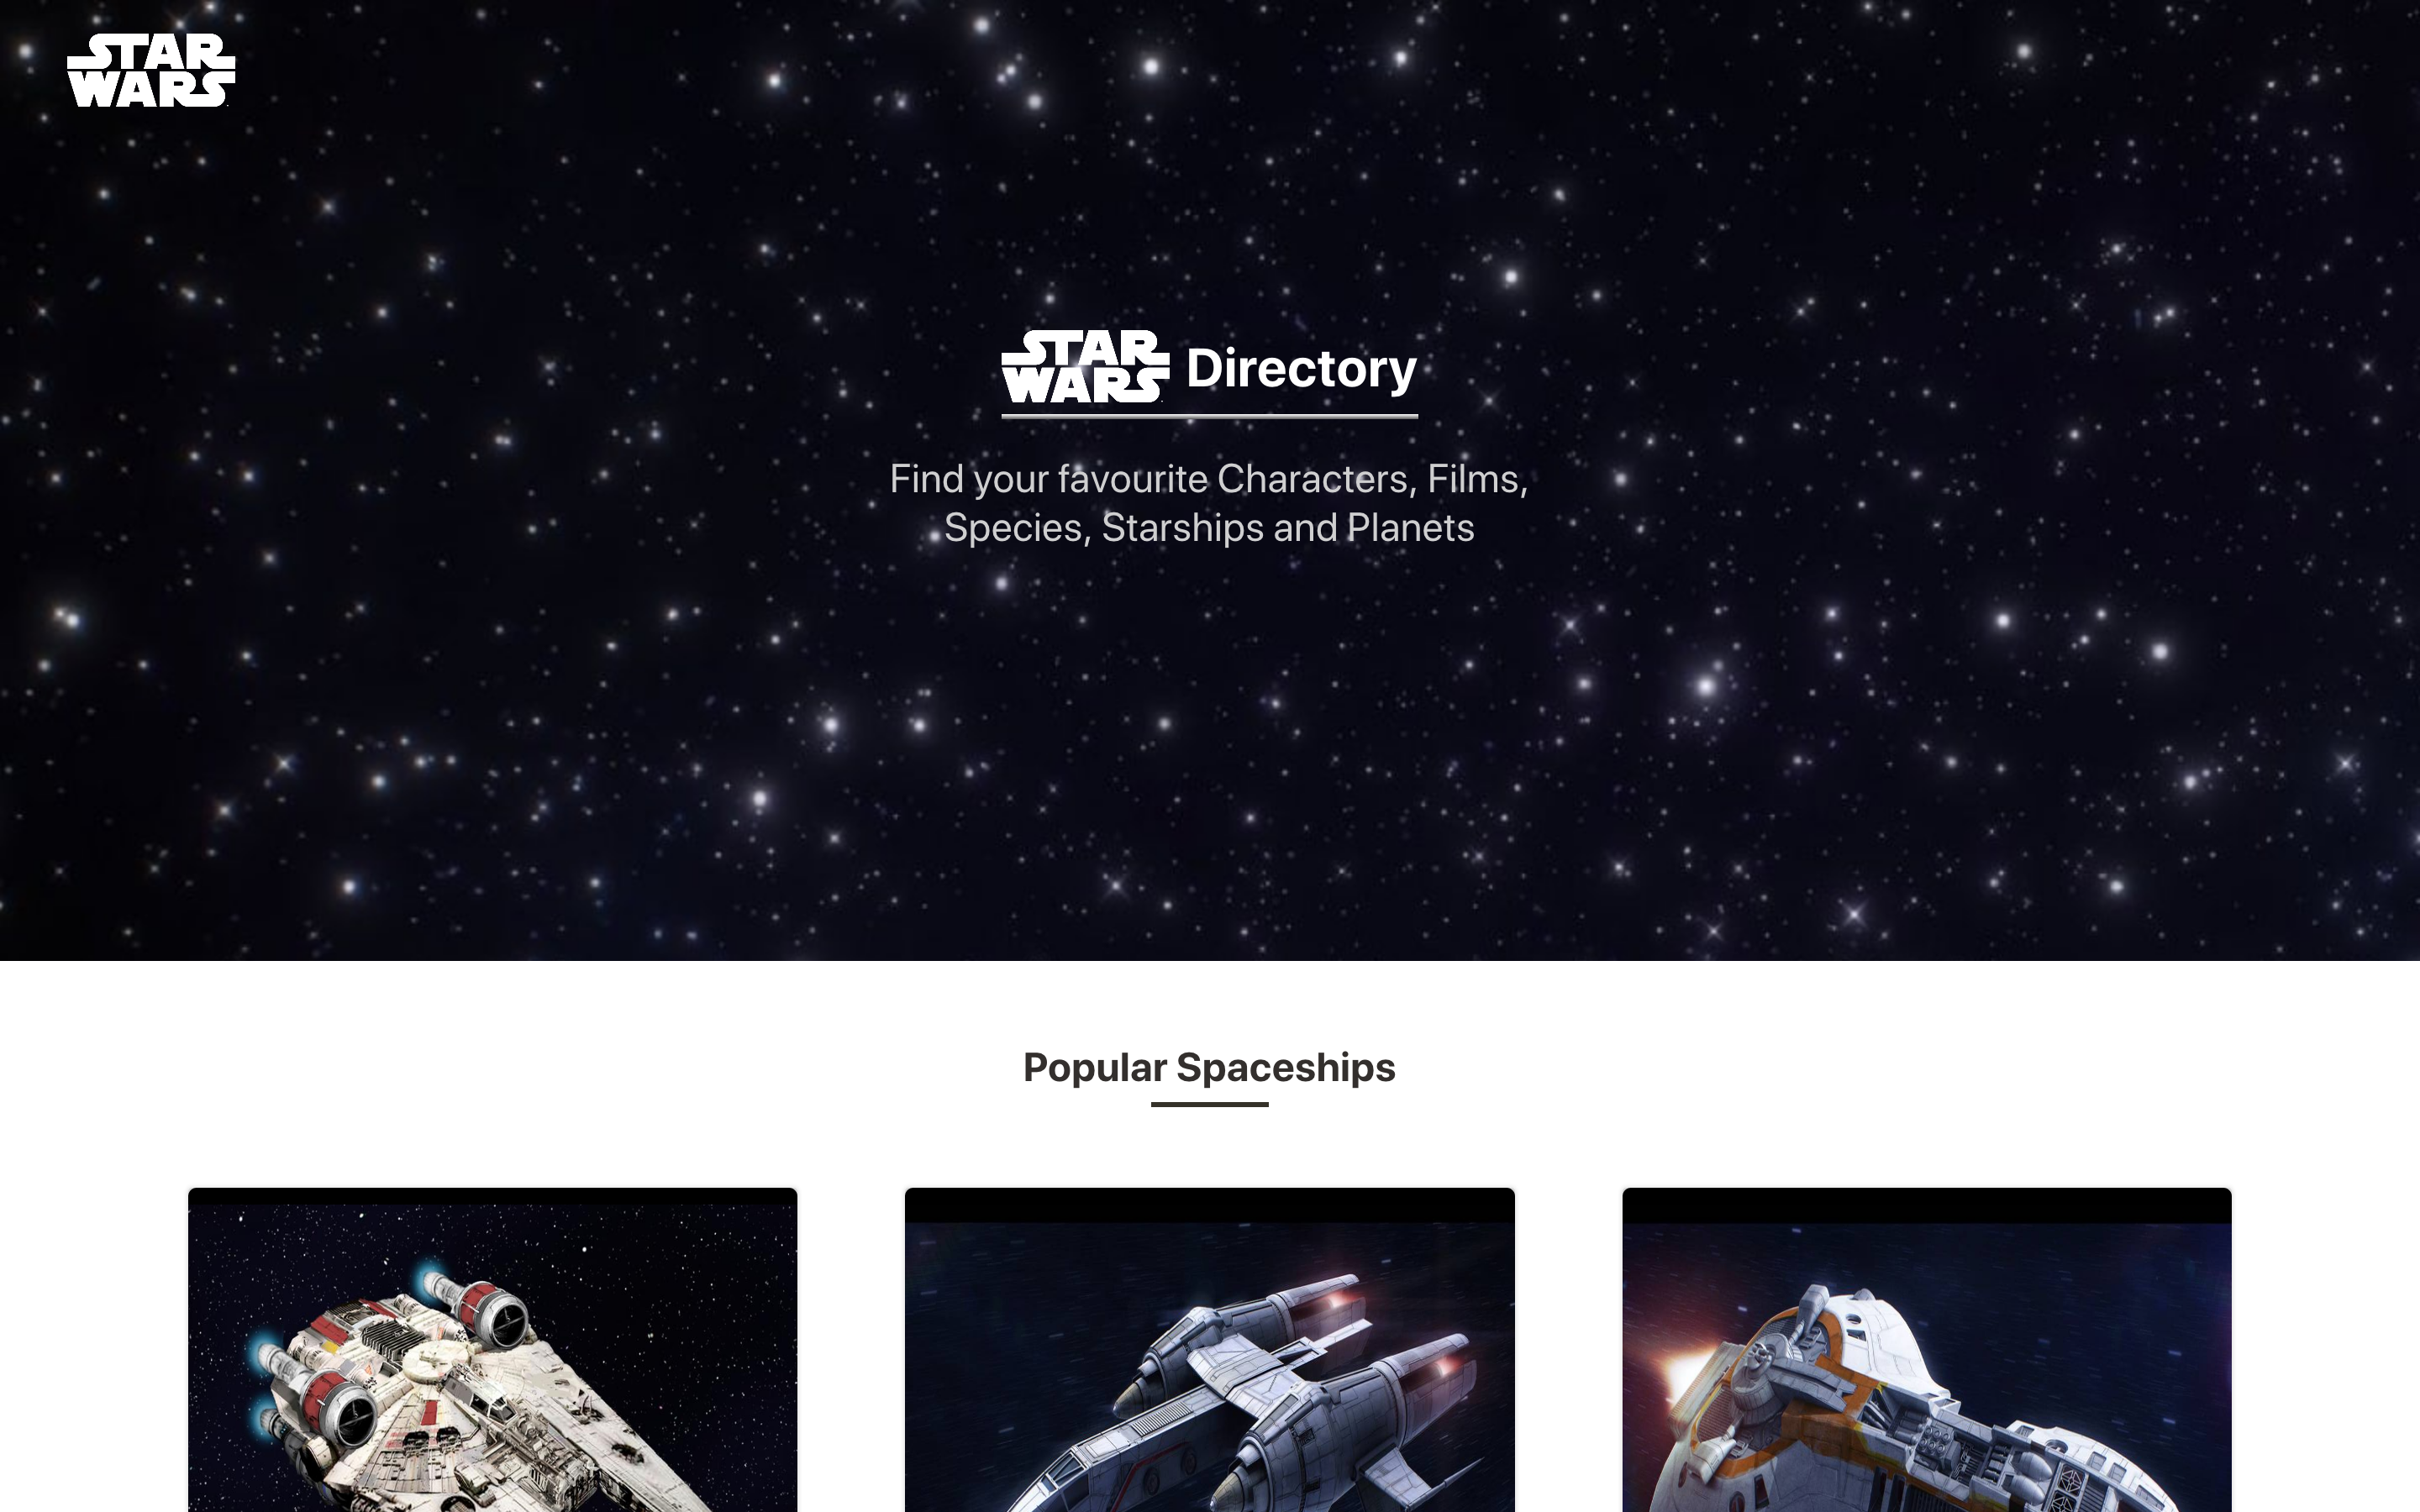 STAR
WARS
STAR
WARS Directory
Find your favourite Characters, Films,
Species, Starships and Planets
Popular Spaceships